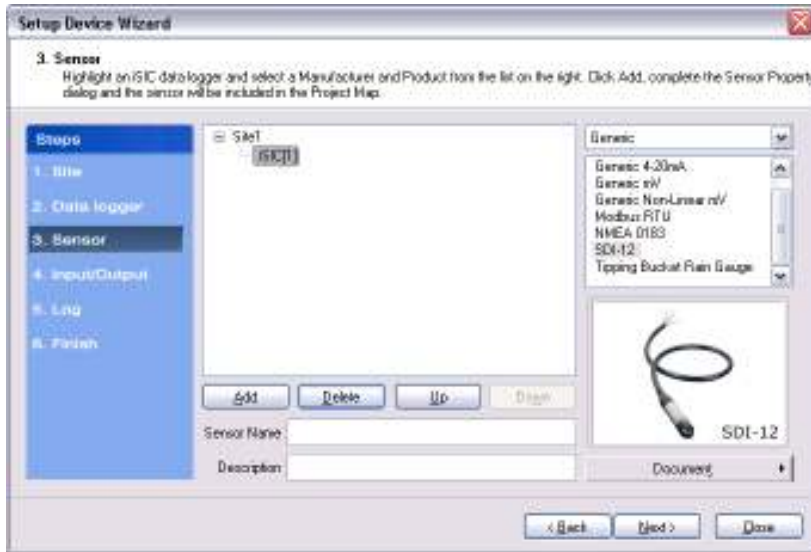 Setup Device Wizard
3. Sensor
Highlight an iSIC data logger and select a Manufacturer and Product from the list on the right. Click Add, complete the Sensor Property
dialog and the sensor will be included in the Project Map.
Steps
1. Site
2. Data logger
3. Sensor
4. Input/Output
5. Log
6. Finish
Site1
iSIC[1]
Add
Delete
Up
Down
Sensor Name
Description
Generic
Generic 4-20mA
Generic mV
Generic Non-Linear mV
Modbus RTU
NMEA 0183
SDI-12
Tipping Bucket Rain Gauge
SDI-12
Document
< Back
Next >
Close